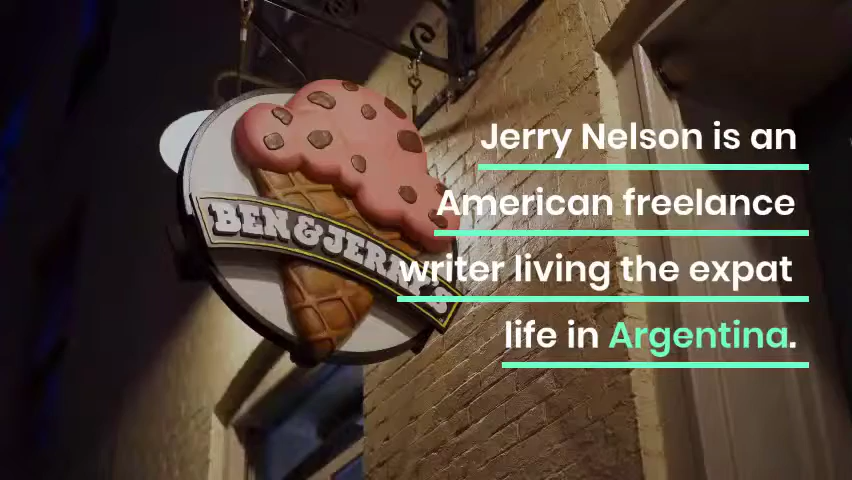 BEN & JERRY'S
Jerry Nelson is an
American freelance
writer living the expat
life in Argentina.